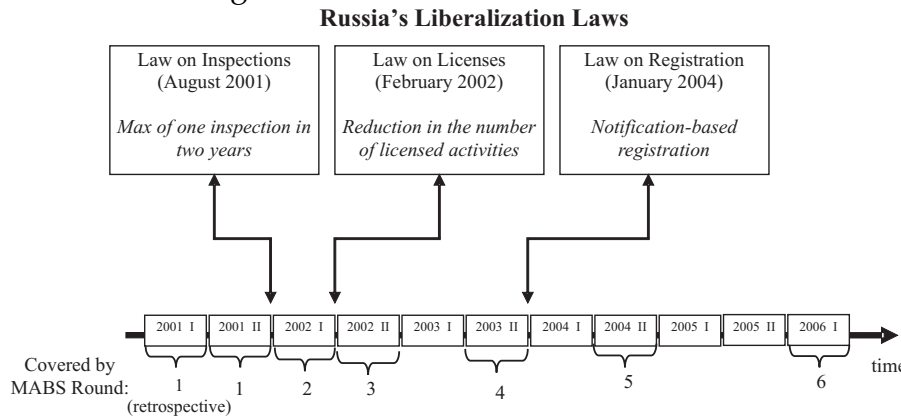 Russia's Liberalization Laws
Law on Inspections
(August 2001)
Max of one inspection in
two years
Law on Licenses
(February 2002)
Reduction in the number
of licensed activities
Law on Registration
(January 2004)
Notification-based
registration
2001 I 2001 II 2002 I 2002 II 2003 I 2003 II 2004 I 2004 II 2005 I 2005 II 2006 I
Covered by
MABS Round:
1 1 2 3 4 5 6
(retrospective)
time